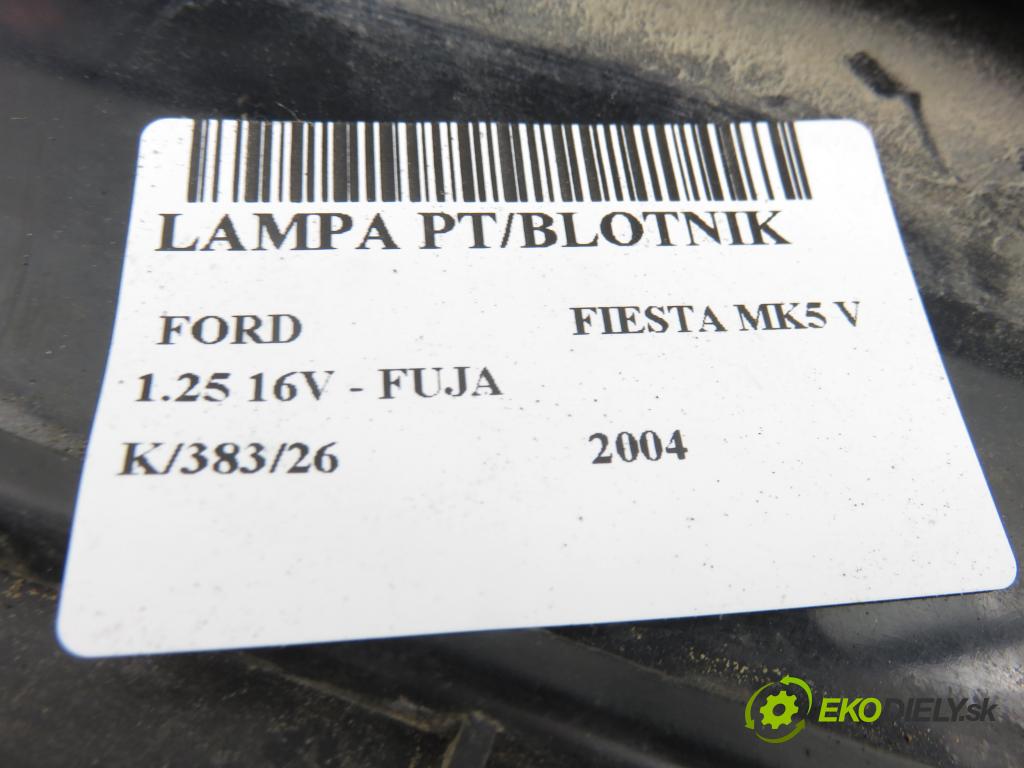 LAMPA PT/BLOTNIK
FORD FIESTA MK5 V
1.25 16V - FUJA
K/383/26 2004
EKODIELY.sk